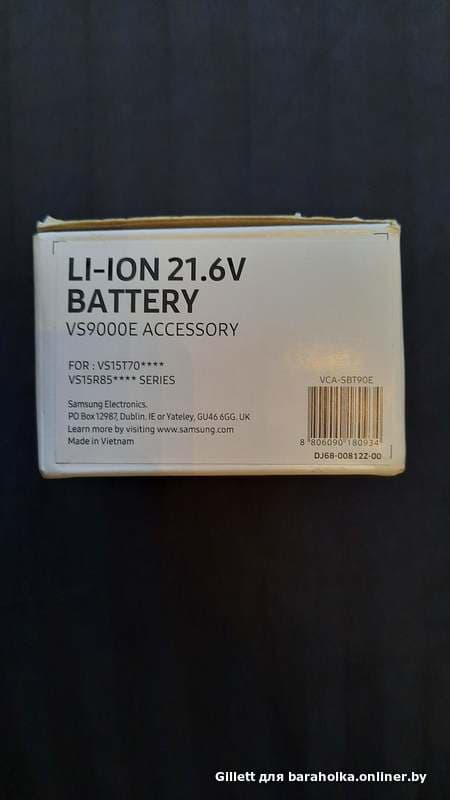 LI-ION 21.6V
BATTERY
VS9000E ACCESSORY
FOR : VS15T70****
VS15R85**** SERIES
Samsung Electronics.
PO Box 12987, Dublin. IE or Yateley, GU46 6GG. UK
Learn more by visiting www.samsung.com
Made in Vietnam
VCA-SBT90E
8 806090 180934
DJ68-00812Z-00
Gillett для baraholka.onliner.by